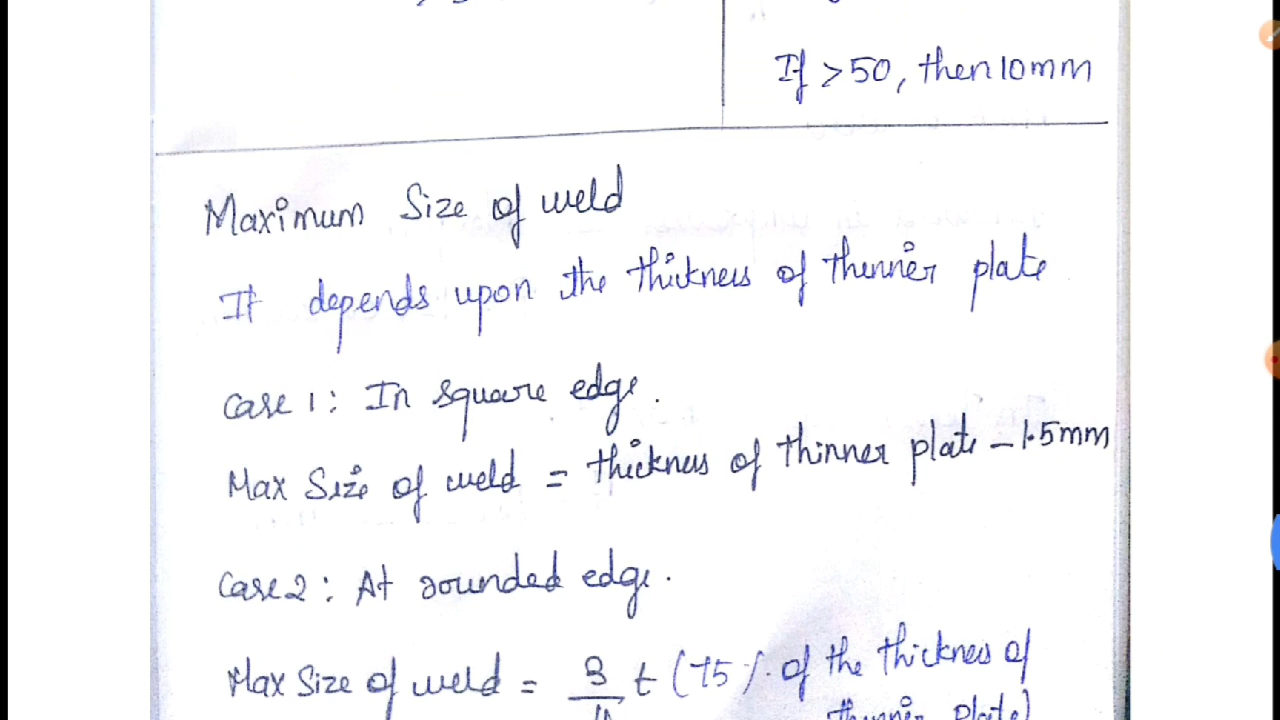 If > 50, then 10mm
Maximum Size of weld
It depends upon the thickness of thinner plate
Case 1: In square edge.
Max Size of weld = thickness of thinner plate - 1.5mm
Case 2: At rounded edge.
Max Size of weld = 3/4 t (75% of the thickness of
thinner plate)